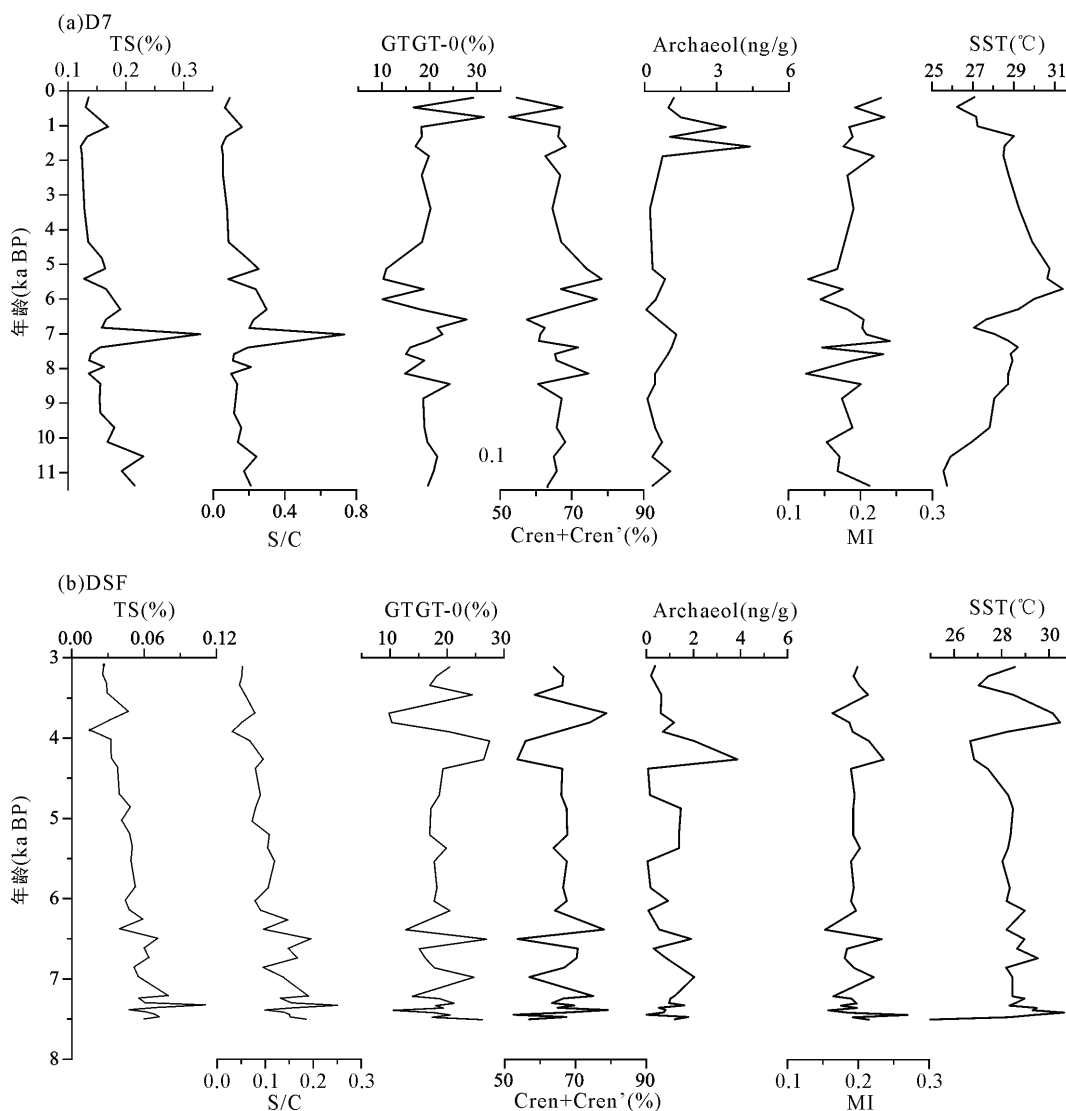 (a)D7
TS(%) GTGT-0(%) Archaeol(ng/g) SST(℃)
0.1 0.2 0.3 10 20 30 0 3 6 25 27 29 31
0
1
2
3
4
5
6
7
8
9
10
11
年龄(ka BP)
0.1
0.0 0.4 0.8 50 70 90 0.1 0.2 0.3
S/C Cren+Cren’(%) MI
(b)DSF
TS(%) GTGT-0(%) Archaeol(ng/g) SST(℃)
0.00 0.06 0.12 10 20 30 0 2 4 6 26 28 30
3
4
5
6
7
8
年龄(ka BP)
0.0 0.1 0.2 0.3 50 70 90 0.1 0.2 0.3
S/C Cren+Cren’(%) MI